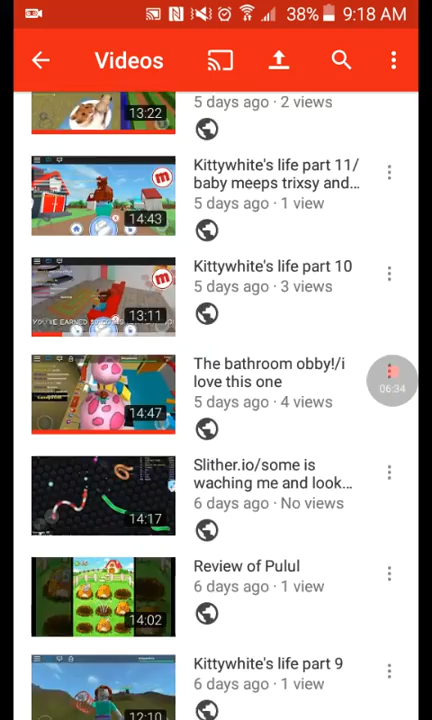 38% 9:18 AM
Videos
13:22
5 days ago · 2 views
14:43
Kittywhite's life part 11/
baby meeps trixsy and...
5 days ago · 1 view
13:11
Kittywhite's life part 10
5 days ago · 3 views
14:47
The bathroom obby!/i
love this one
5 days ago · 4 views
06:34
14:17
Slither.io/some is
waching me and look...
6 days ago · No views
14:02
Review of Pulul
6 days ago · 1 view
12:10
Kittywhite's life part 9
6 days ago · 1 view